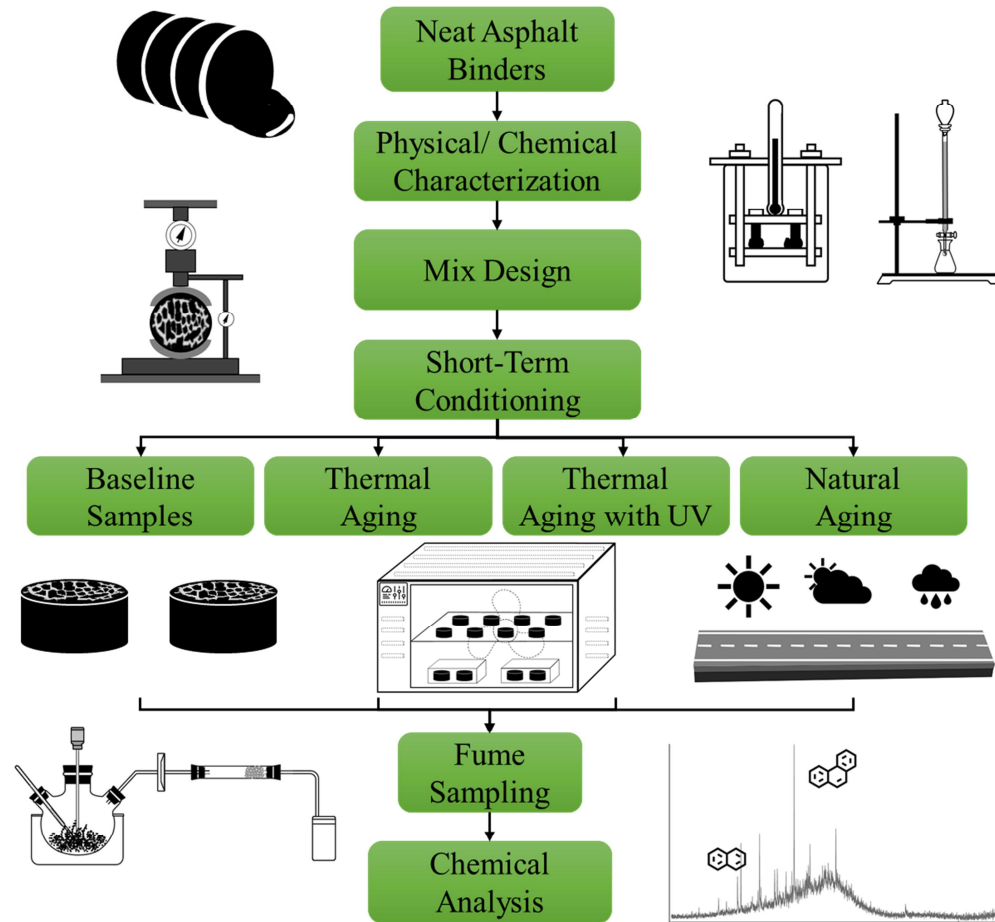 Neat Asphalt
Binders
Physical/ Chemical
Characterization
Mix Design
Short-Term
Conditioning
Baseline
Samples
Thermal
Aging
Thermal
Aging with UV
Natural
Aging
Fume
Sampling
Chemical
Analysis